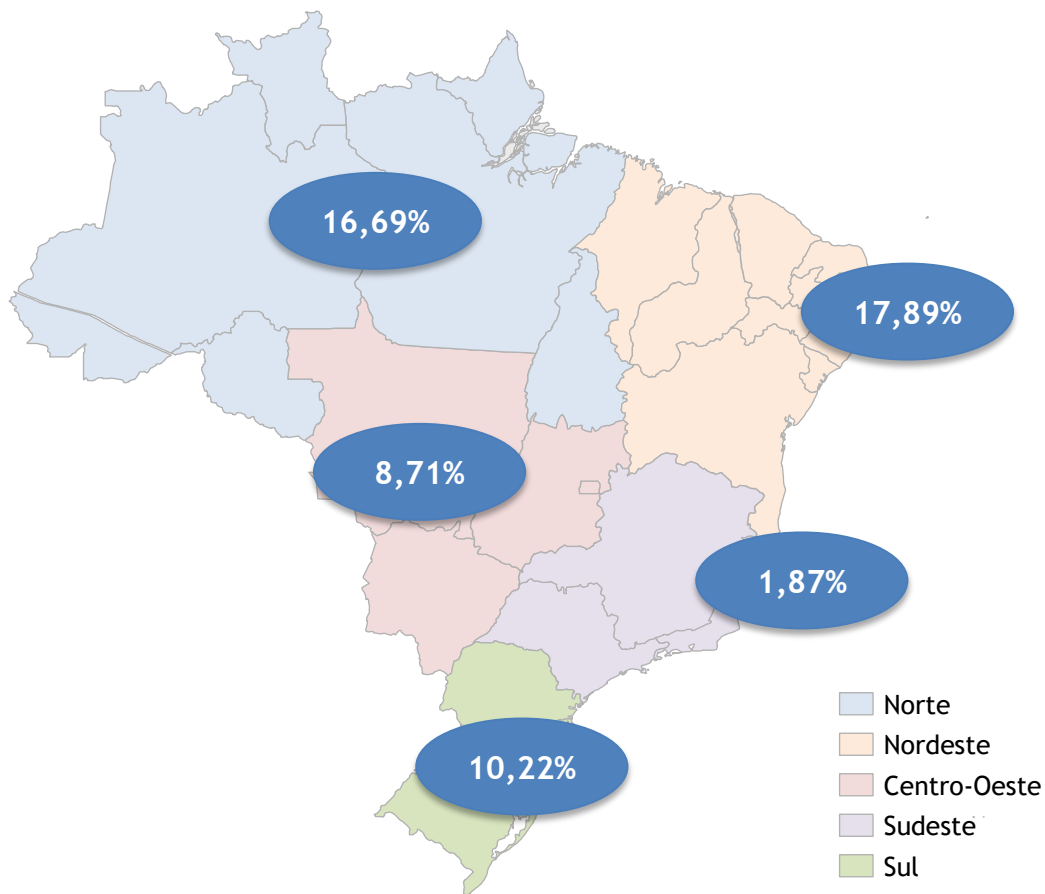 16,69%
17,89%
8,71%
1,87%
10,22%
Norte
Nordeste
Centro-Oeste
Sudeste
Sul